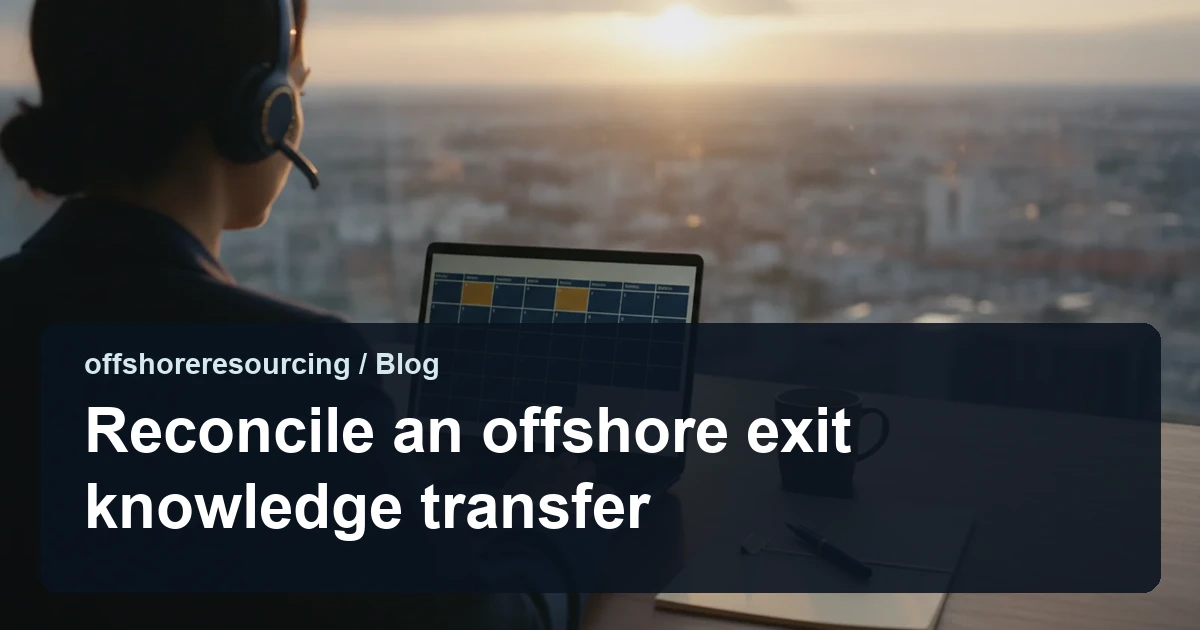 offshoreresourcing / Blog
Reconcile an offshore exit
knowledge transfer